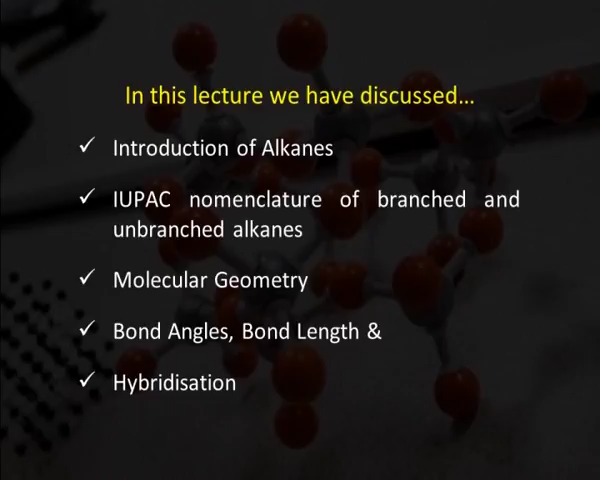 In this lecture we have discussed...
✓ Introduction of Alkanes
✓ IUPAC nomenclature of branched and
unbranched alkanes
✓ Molecular Geometry
✓ Bond Angles, Bond Length &
✓ Hybridisation